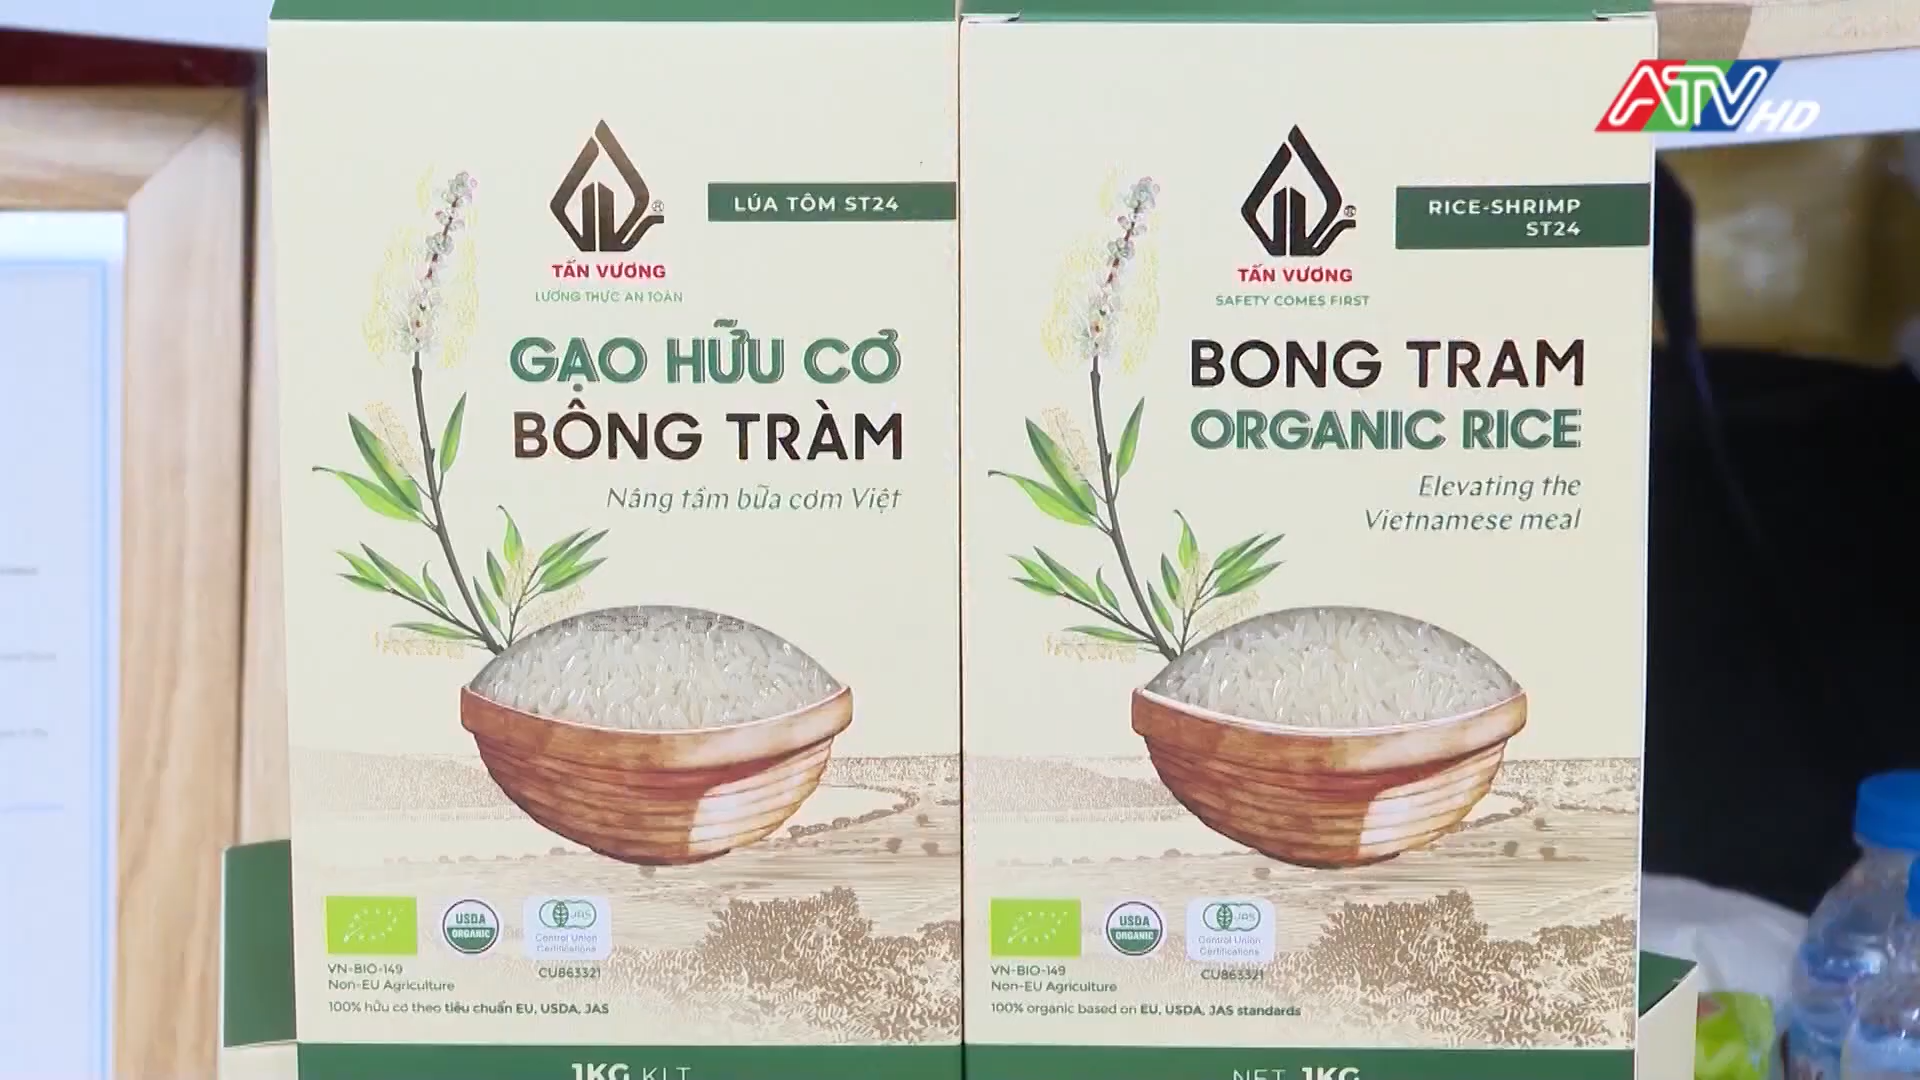 ATV HD
LÚA TÔM ST24
TẤN VƯƠNG
LƯƠNG THỰC AN TOÀN
GẠO HỮU CƠ
BÔNG TRÀM
Nâng tầm bữa cơm Việt
USDA
ORGANIC
JAS
Control Union
Certifications
CU863321
VN-BIO-149
Non-EU Agriculture
100% hữu cơ theo tiêu chuẩn EU, USDA, JAS
1KG KLT
RICE-SHRIMP
ST24
TẤN VƯƠNG
SAFETY COMES FIRST
BONG TRAM
ORGANIC RICE
Elevating the
Vietnamese meal
USDA
ORGANIC
JAS
Control Union
Certifications
CU863321
VN-BIO-149
Non-EU Agriculture
100% organic based on EU, USDA, JAS standards
NET 1KG